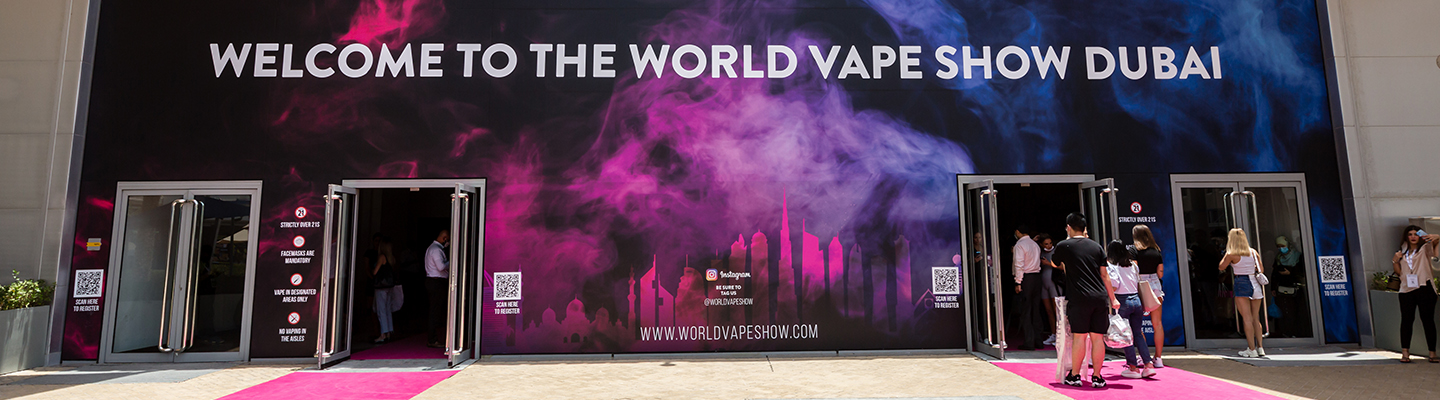 WELCOME TO THE WORLD VAPE SHOW DUBAI
21
STRICTLY OVER 21S
FACEMASKS ARE
MANDATORY
VAPE IN DESIGNATED
AREAS ONLY
NO VAPING IN
THE AISLES
SCAN HERE
TO REGISTER
SCAN HERE
TO REGISTER
Instagram
BE SURE TO
TAG US
@WORLDVAPESHOW
WWW.WORLDVAPESHOW.COM
SCAN HERE
TO REGISTER
21
STRICTLY OVER 21S
SCAN HERE
TO REGISTER